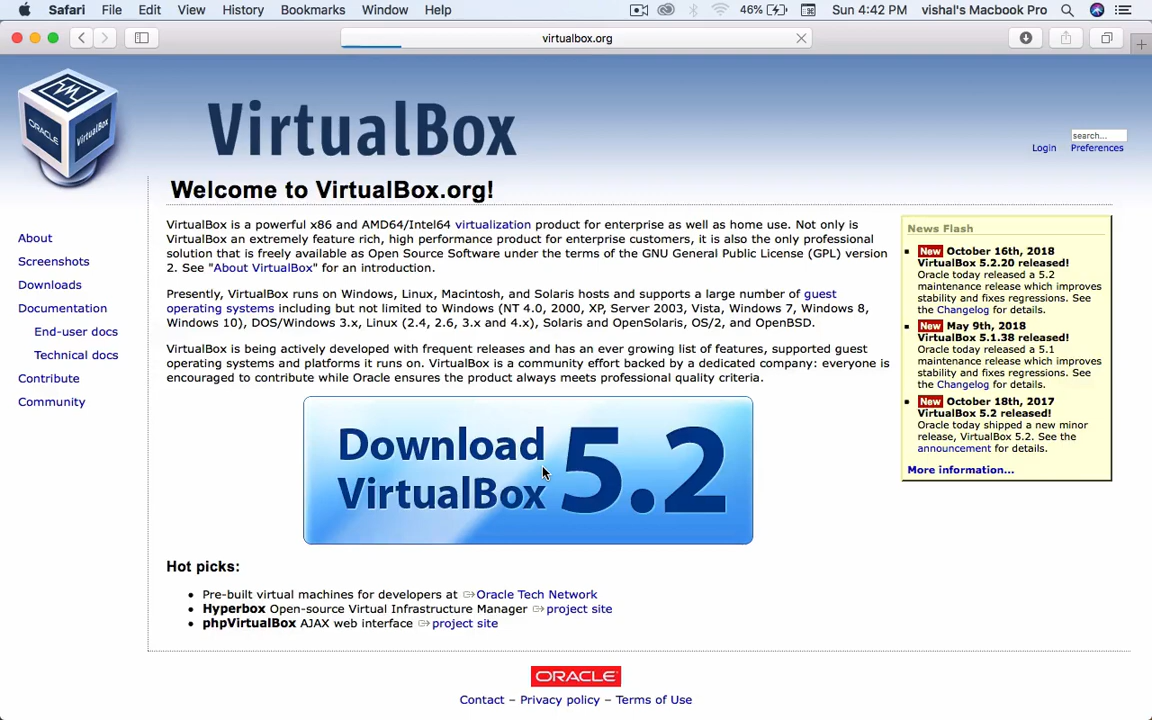 Safari File Edit View History Bookmarks Window Help 46% Sun 4:42 PM vishal's Macbook Pro
virtualbox.org
ORACLE
VirtualBox
VirtualBox
search...
Login Preferences
Welcome to VirtualBox.org!
About
Screenshots
Downloads
Documentation
End-user docs
Technical docs
Contribute
Community
VirtualBox is a powerful x86 and AMD64/Intel64 virtualization product for enterprise as well as home use. Not only is
VirtualBox an extremely feature rich, high performance product for enterprise customers, it is also the only professional
solution that is freely available as Open Source Software under the terms of the GNU General Public License (GPL) version
2. See "About VirtualBox" for an introduction.
Presently, VirtualBox runs on Windows, Linux, Macintosh, and Solaris hosts and supports a large number of guest
operating systems including but not limited to Windows (NT 4.0, 2000, XP, Server 2003, Vista, Windows 7, Windows 8,
Windows 10), DOS/Windows 3.x, Linux (2.4, 2.6, 3.x and 4.x), Solaris and OpenSolaris, OS/2, and OpenBSD.
VirtualBox is being actively developed with frequent releases and has an ever growing list of features, supported guest
operating systems and platforms it runs on. VirtualBox is a community effort backed by a dedicated company: everyone is
encouraged to contribute while Oracle ensures the product always meets professional quality criteria.
Download
VirtualBox
5.2
Hot picks:
Pre-built virtual machines for developers at Oracle Tech Network
Hyperbox Open-source Virtual Infrastructure Manager project site
phpVirtualBox AJAX web interface project site
News Flash
New October 16th, 2018
VirtualBox 5.2.20 released!
Oracle today released a 5.2
maintenance release which improves
stability and fixes regressions. See
the Changelog for details.
New May 9th, 2018
VirtualBox 5.1.38 released!
Oracle today released a 5.1
maintenance release which improves
stability and fixes regressions. See
the Changelog for details.
New October 18th, 2017
VirtualBox 5.2 released!
Oracle today shipped a new minor
release, VirtualBox 5.2. See the
announcement for details.
More information...
ORACLE
Contact – Privacy policy – Terms of Use